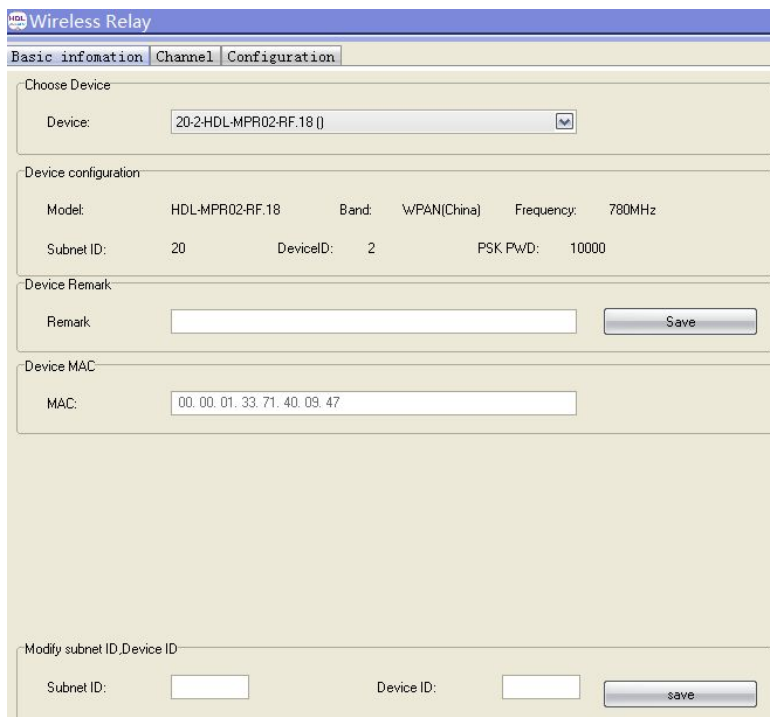 HDL
Wireless Relay
Basic infomation Channel Configuration
Choose Device
Device: 20-2-HDL-MPR02-RF.18 ()
Device configuration
Model: HDL-MPR02-RF.18 Band: WPAN(China) Frequency: 780MHz
Subnet ID: 20 DeviceID: 2 PSK PWD: 10000
Device Remark
Remark Save
Device MAC
MAC: 00. 00. 01. 33. 71. 40. 09. 47
Modify subnet ID,Device ID
Subnet ID: Device ID: save